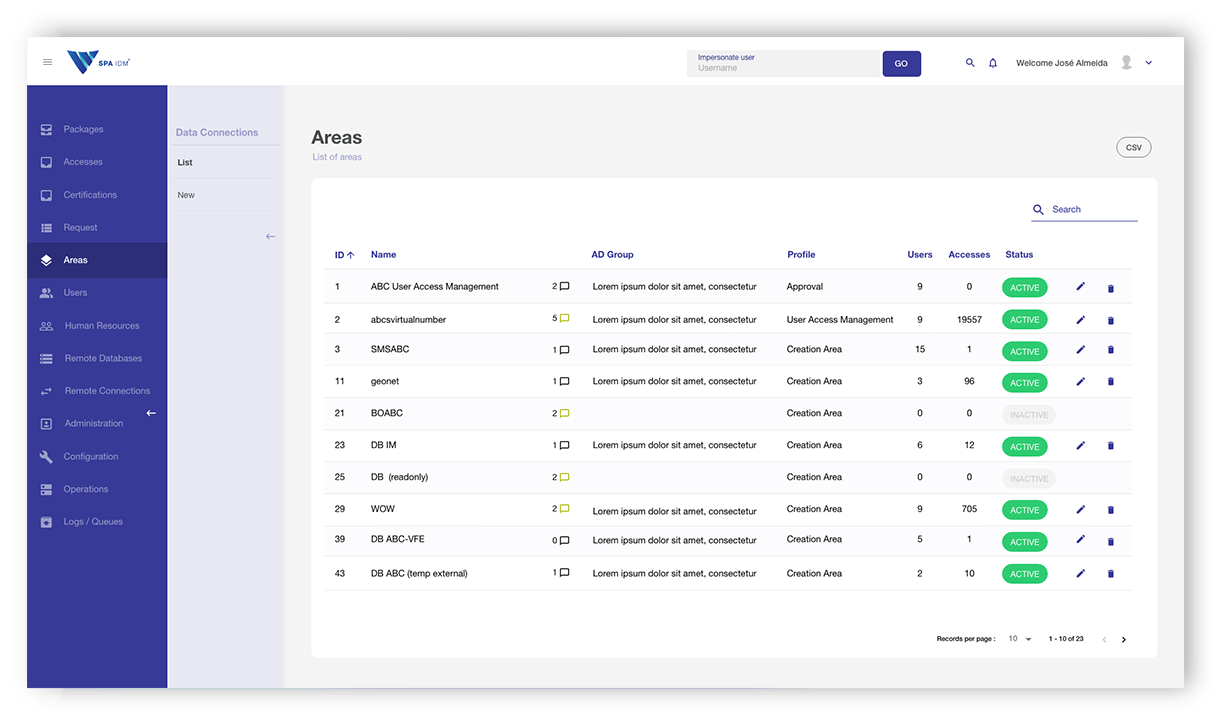 SPA IDM
Impersonate user
Username
GO
Welcome José Almeida
Packages
Accesses
Certifications
Request
Areas
Users
Human Resources
Remote Databases
Remote Connections
Administration
Configuration
Operations
Logs / Queues
Data Connections
List
New
Areas
List of areas
CSV
Search
ID Name AD Group Profile Users Accesses Status
1 ABC User Access Management 2 Lorem ipsum dolor sit amet, consectetur Approval 9 0 ACTIVE
2 abcsvirtualnumber 5 Lorem ipsum dolor sit amet, consectetur User Access Management 9 19557 ACTIVE
3 SMSABC 1 Lorem ipsum dolor sit amet, consectetur Creation Area 15 1 ACTIVE
11 geonet 1 Lorem ipsum dolor sit amet, consectetur Creation Area 3 96 ACTIVE
21 BOABC 2 Creation Area 0 0 INACTIVE
23 DB IM 1 Lorem ipsum dolor sit amet, consectetur Creation Area 6 12 ACTIVE
25 DB (readonly) 2 Creation Area 0 0 INACTIVE
29 WOW 2 Lorem ipsum dolor sit amet, consectetur Creation Area 9 705 ACTIVE
39 DB ABC-VFE 0 Lorem ipsum dolor sit amet, consectetur Creation Area 5 1 ACTIVE
43 DB ABC (temp external) 1 Lorem ipsum dolor sit amet, consectetur Creation Area 2 10 ACTIVE
Records per page : 10 1 - 10 of 23